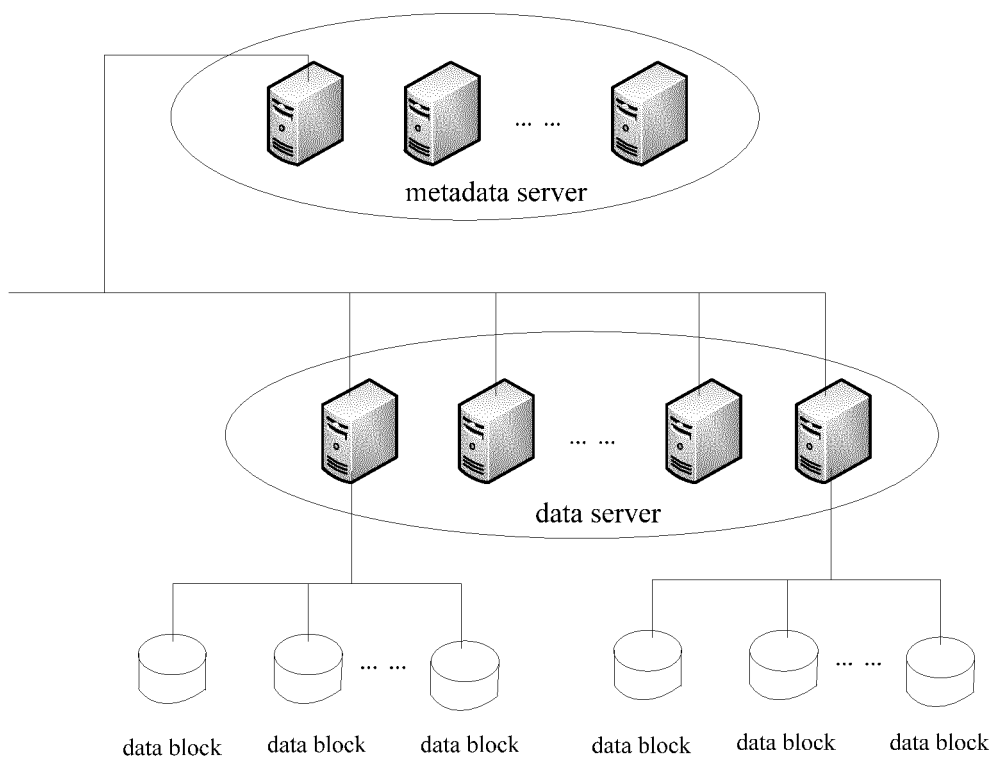 ... ...
metadata server
... ...
data server
... ... ... ...
data block data block data block data block data block data block